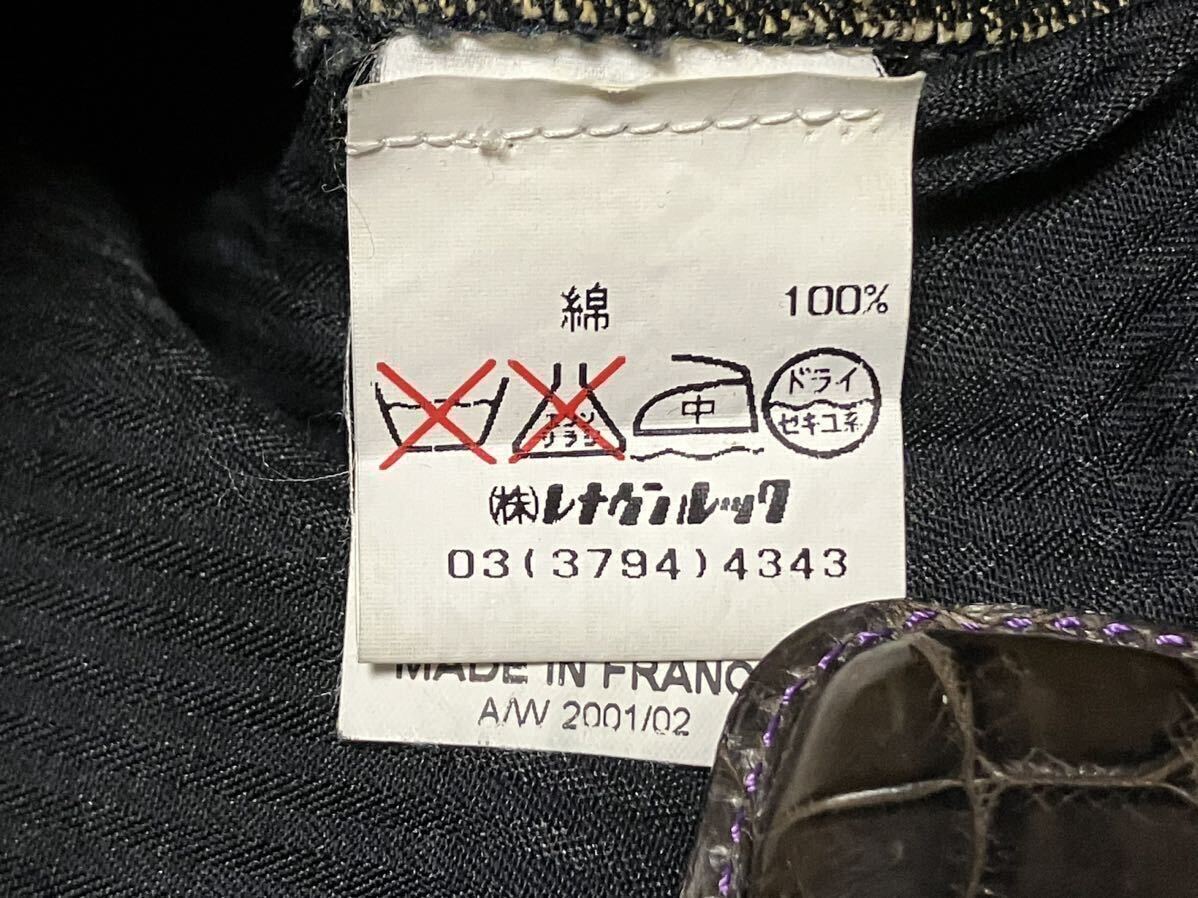 綿 100%
エンソ
サラシ
中
ドライ
セキユ系
(株)レナウンルック
03(3794)4343
MADE IN FRANC
A/W 2001/02